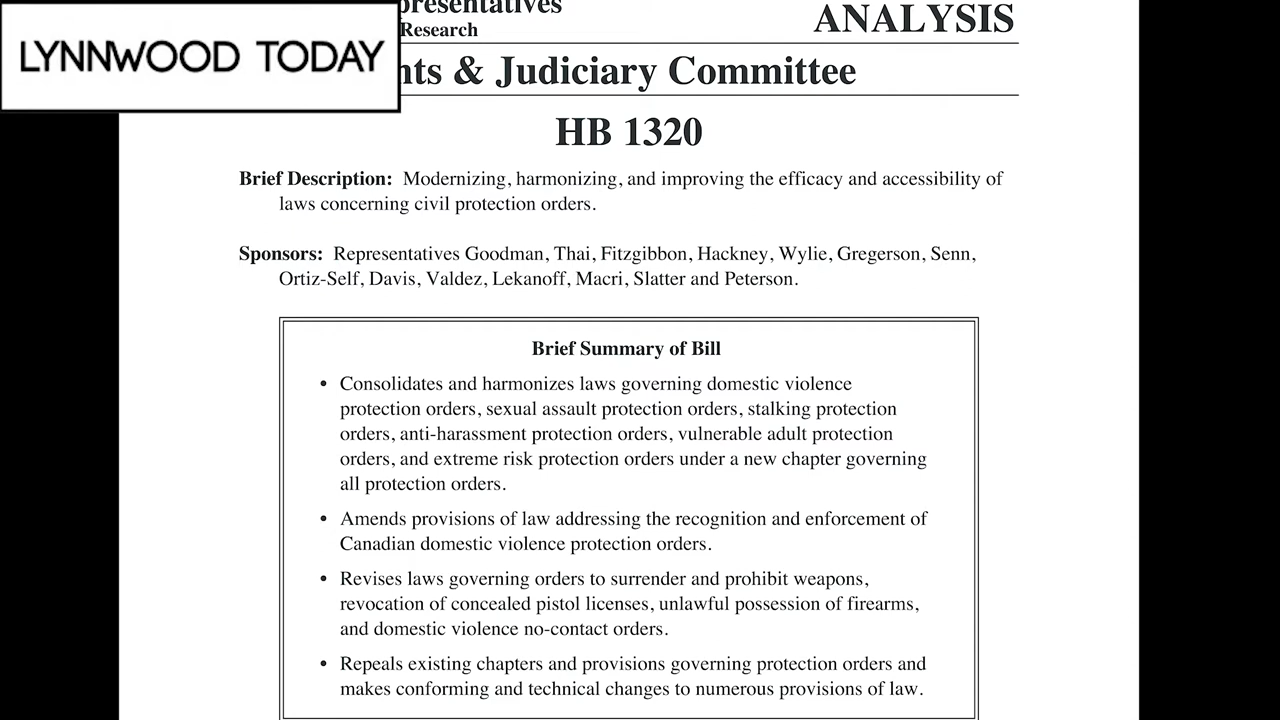 LYNNWOOD TODAY
Research
ANALYSIS
& Judiciary Committee
HB 1320
Brief Description: Modernizing, harmonizing, and improving the efficacy and accessibility of
laws concerning civil protection orders.
Sponsors: Representatives Goodman, Thai, Fitzgibbon, Hackney, Wylie, Gregerson, Senn,
Ortiz-Self, Davis, Valdez, Lekanoff, Macri, Slatter and Peterson.
Brief Summary of Bill
• Consolidates and harmonizes laws governing domestic violence
protection orders, sexual assault protection orders, stalking protection
orders, anti-harassment protection orders, vulnerable adult protection
orders, and extreme risk protection orders under a new chapter governing
all protection orders.
• Amends provisions of law addressing the recognition and enforcement of
Canadian domestic violence protection orders.
• Revises laws governing orders to surrender and prohibit weapons,
revocation of concealed pistol licenses, unlawful possession of firearms,
and domestic violence no-contact orders.
• Repeals existing chapters and provisions governing protection orders and
makes conforming and technical changes to numerous provisions of law.